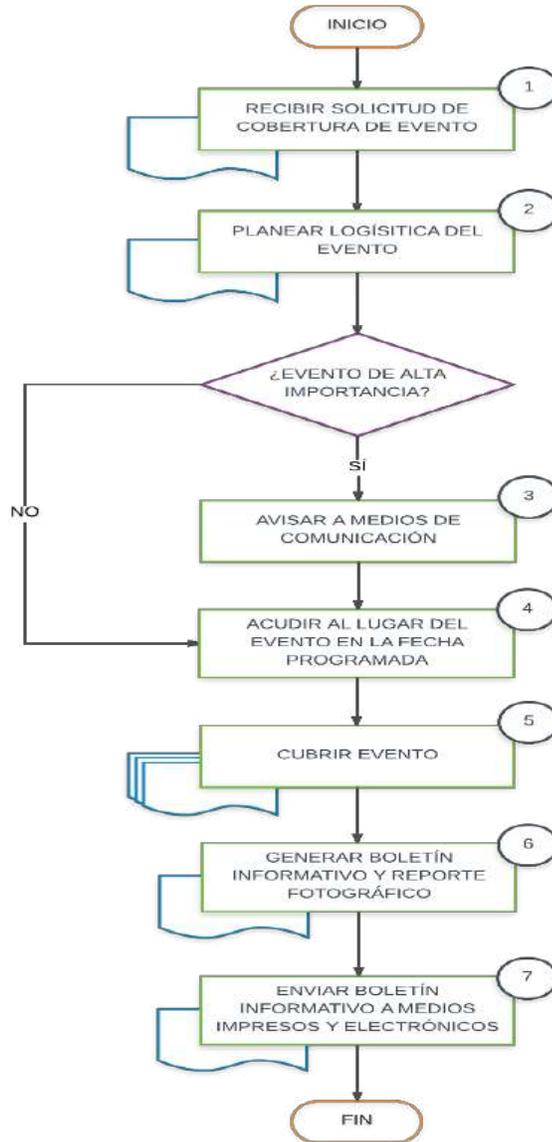 INICIO
1
RECIBIR SOLICITUD DE
COBERTURA DE EVENTO
2
PLANEAR LOGÍSITICA DEL
EVENTO
¿EVENTO DE ALTA
IMPORTANCIA?
SÍ
NO
3
AVISAR A MEDIOS DE
COMUNICACIÓN
4
ACUDIR AL LUGAR DEL
EVENTO EN LA FECHA
PROGRAMADA
5
CUBRIR EVENTO
6
GENERAR BOLETÍN
INFORMATIVO Y REPORTE
FOTOGRÁFICO
7
ENVIAR BOLETÍN
INFORMATIVO A MEDIOS
IMPRESOS Y ELECTRÓNICOS
FIN